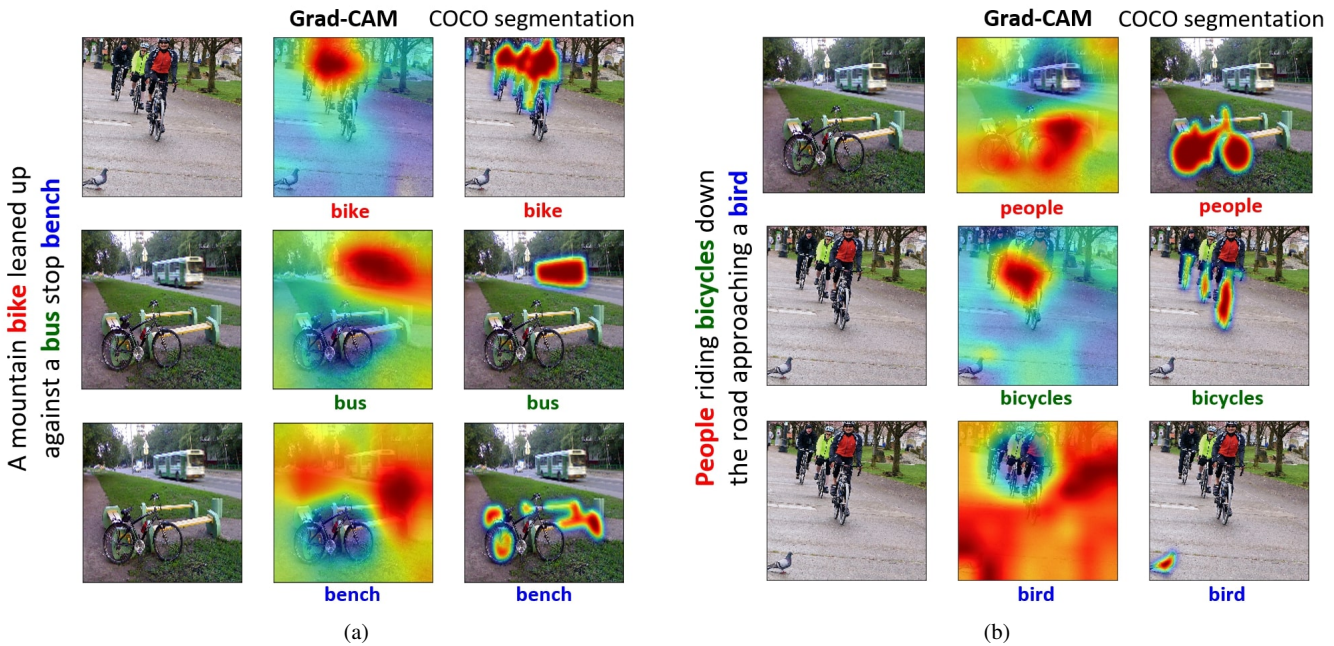 Grad-CAM COCO segmentation
A mountain bike leaned up
against a bus stop bench
bike bike
bus bus
bench bench
(a)
Grad-CAM COCO segmentation
People riding bicycles down
the road approaching a bird
people people
bicycles bicycles
bird bird
(b)